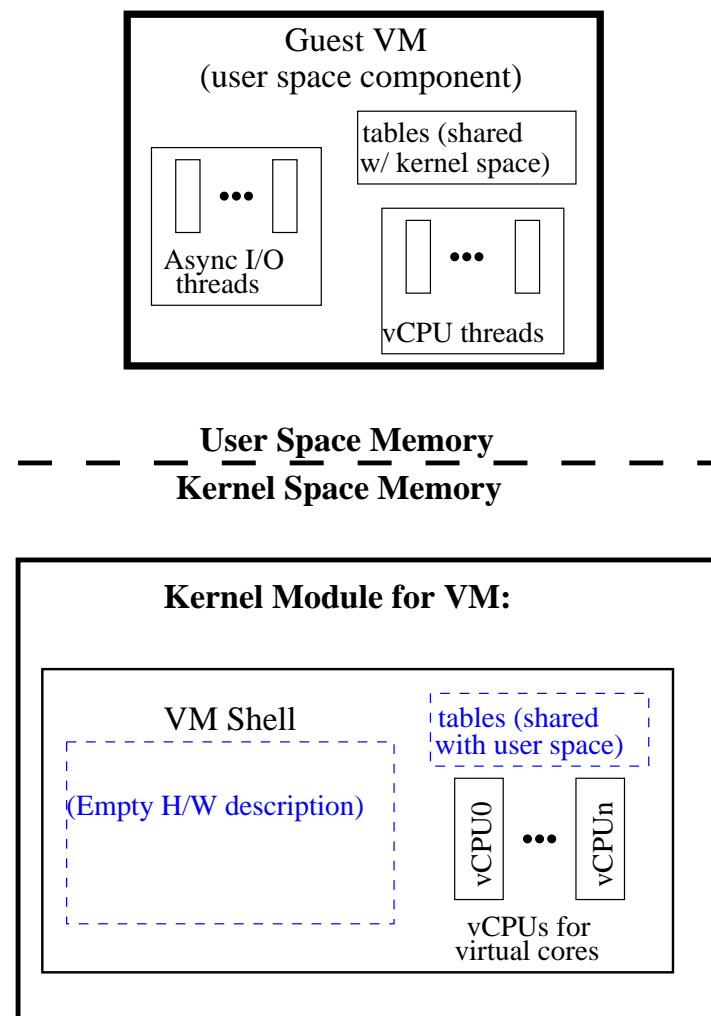 Guest VM
(user space component)
tables (shared
w/ kernel space)
Async I/O
threads
vCPU threads
User Space Memory
Kernel Space Memory
Kernel Module for VM:
VM Shell
tables (shared
with user space)
(Empty H/W description)
vCPU0
vCPUn
vCPUs for
virtual cores